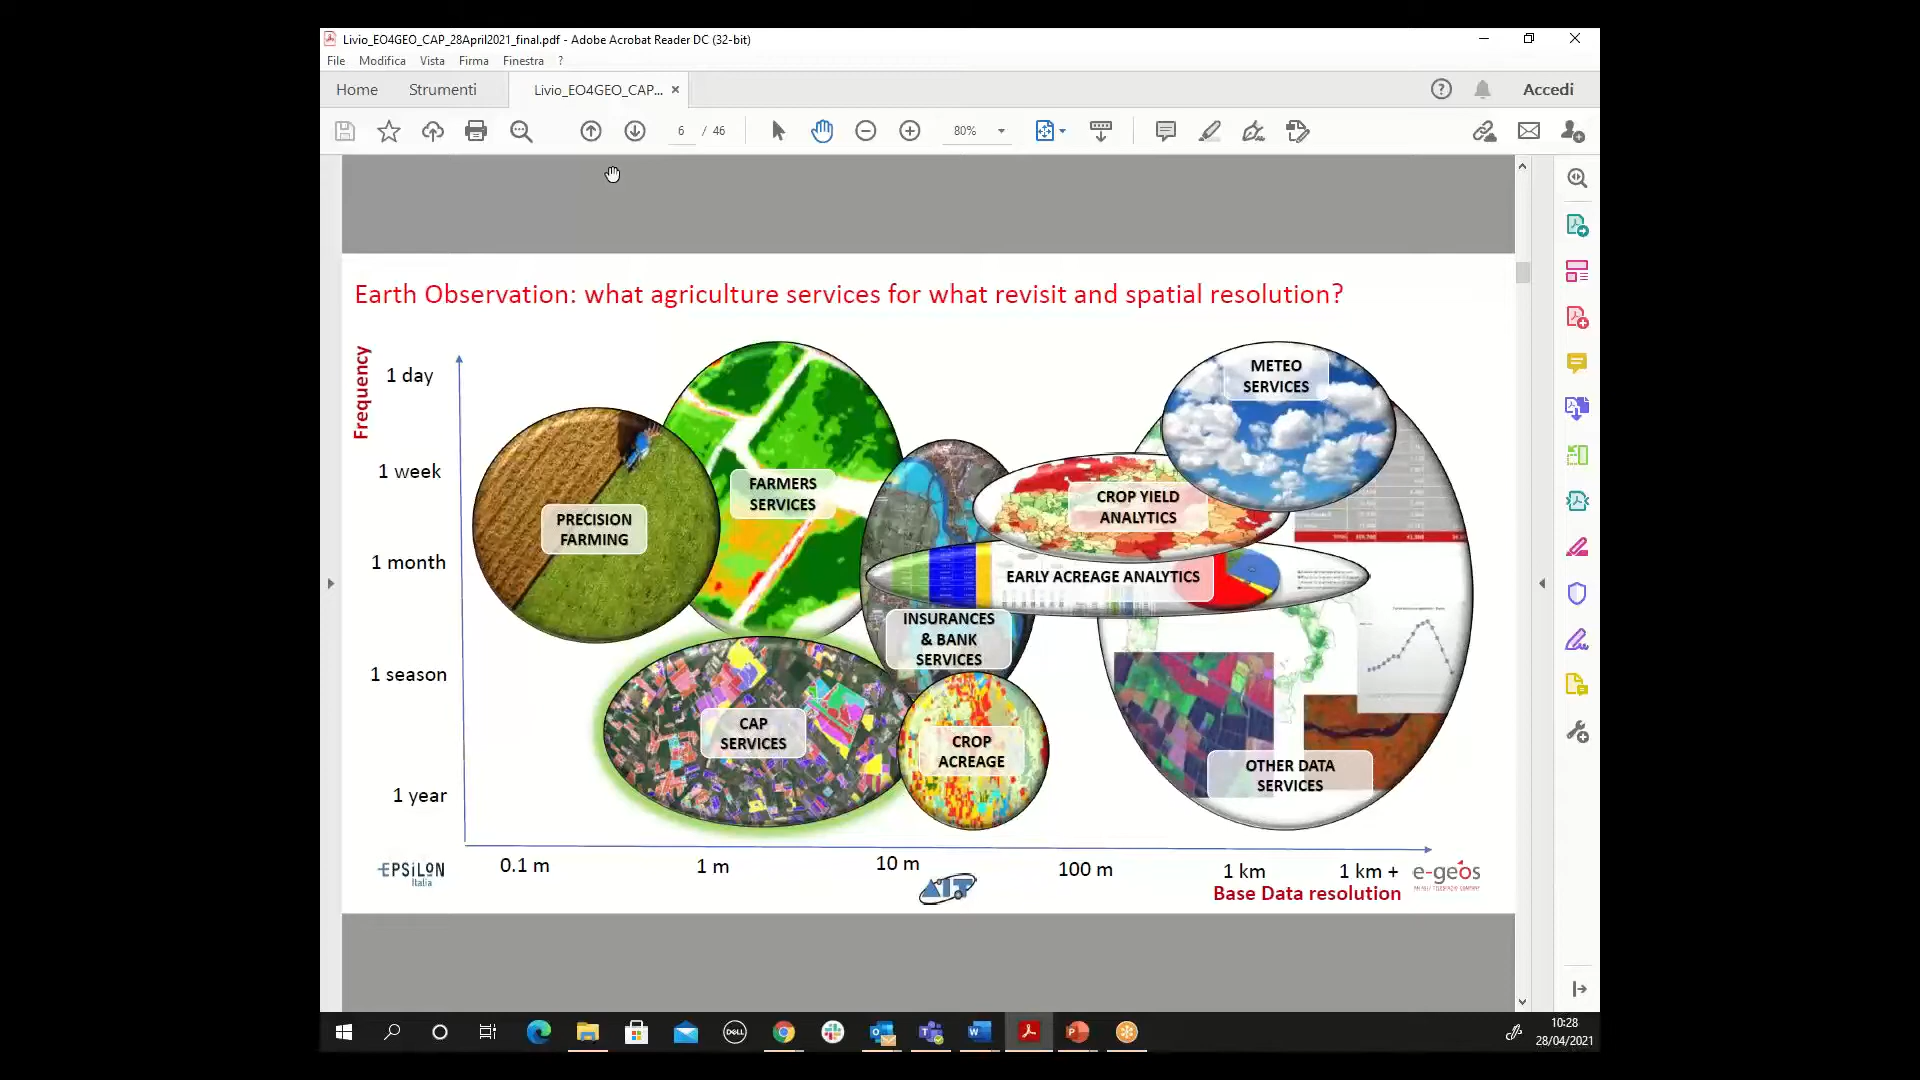 Livio_EO4GEO_CAP_28April2021_final.pdf - Adobe Acrobat Reader DC (32-bit)
File Modifica Vista Firma Finestra ?
Home Strumenti Livio_EO4GEO_CAP... × Accedi
6 / 46 80%
Earth Observation: what agriculture services for what revisit and spatial resolution?
Frequency
1 day
1 week
1 month
1 season
1 year
METEO
SERVICES
FARMERS
SERVICES
CROP YIELD
ANALYTICS
PRECISION
FARMING
EARLY ACREAGE ANALYTICS
INSURANCES
& BANK
SERVICES
CAP
SERVICES
CROP
ACREAGE
OTHER DATA
SERVICES
0.1 m 1 m 10 m 100 m 1 km 1 km +
Base Data resolution
EPSILON
Italia
AIT
e-geos
DELL
10:28
28/04/2021